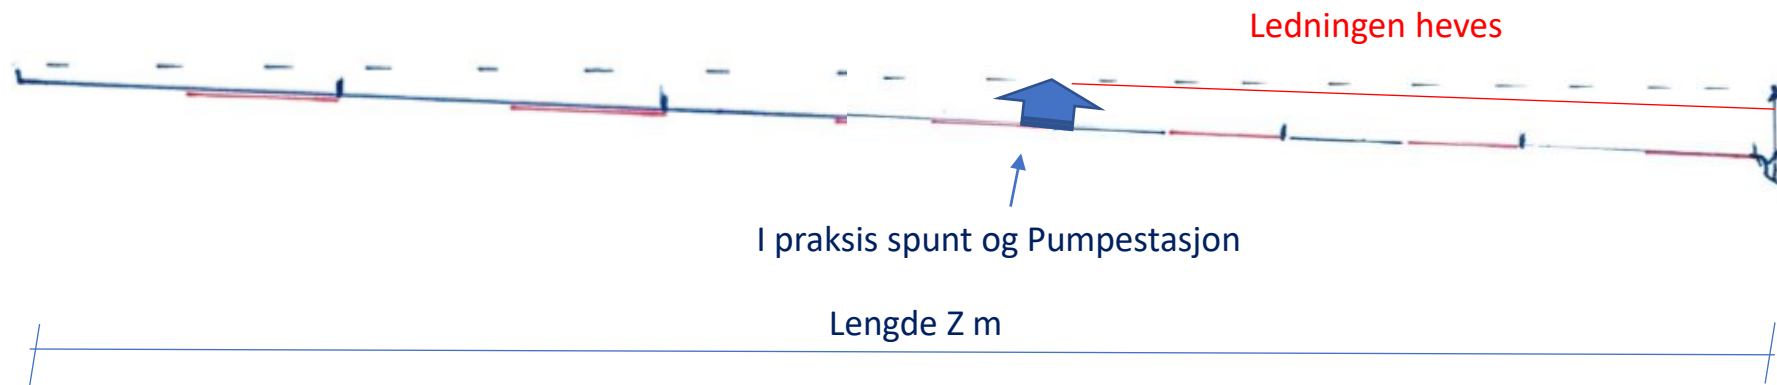 Ledningen heves
I praksis spunt og Pumpestasjon
Lengde Z m